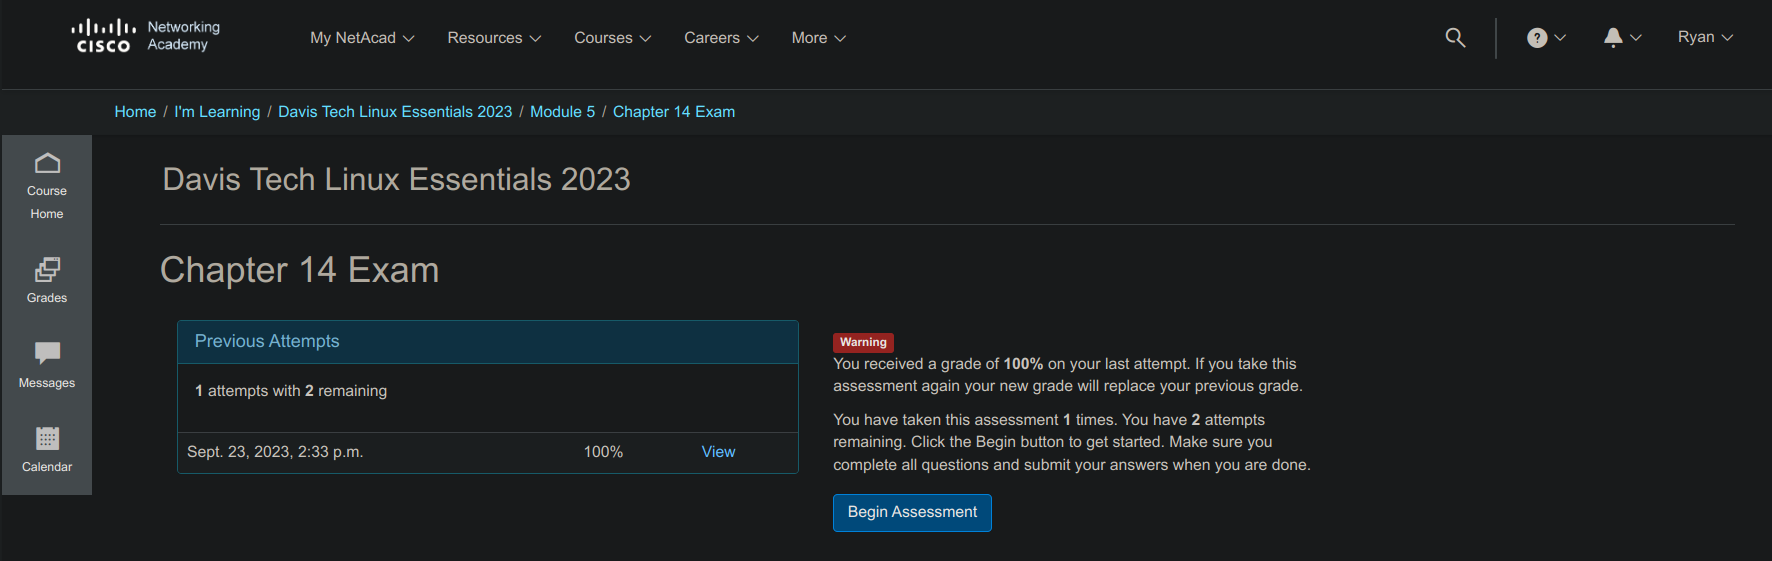 CISCO Networking Academy
My NetAcad Resources Courses Careers More ? Ryan
Home / I'm Learning / Davis Tech Linux Essentials 2023 / Module 5 / Chapter 14 Exam
Course
Home
Grades
Messages
Calendar
Davis Tech Linux Essentials 2023
Chapter 14 Exam
Previous Attempts
1 attempts with 2 remaining
Sept. 23, 2023, 2:33 p.m. 100% View
Warning
You received a grade of 100% on your last attempt. If you take this
assessment again your new grade will replace your previous grade.
You have taken this assessment 1 times. You have 2 attempts
remaining. Click the Begin button to get started. Make sure you
complete all questions and submit your answers when you are done.
Begin Assessment